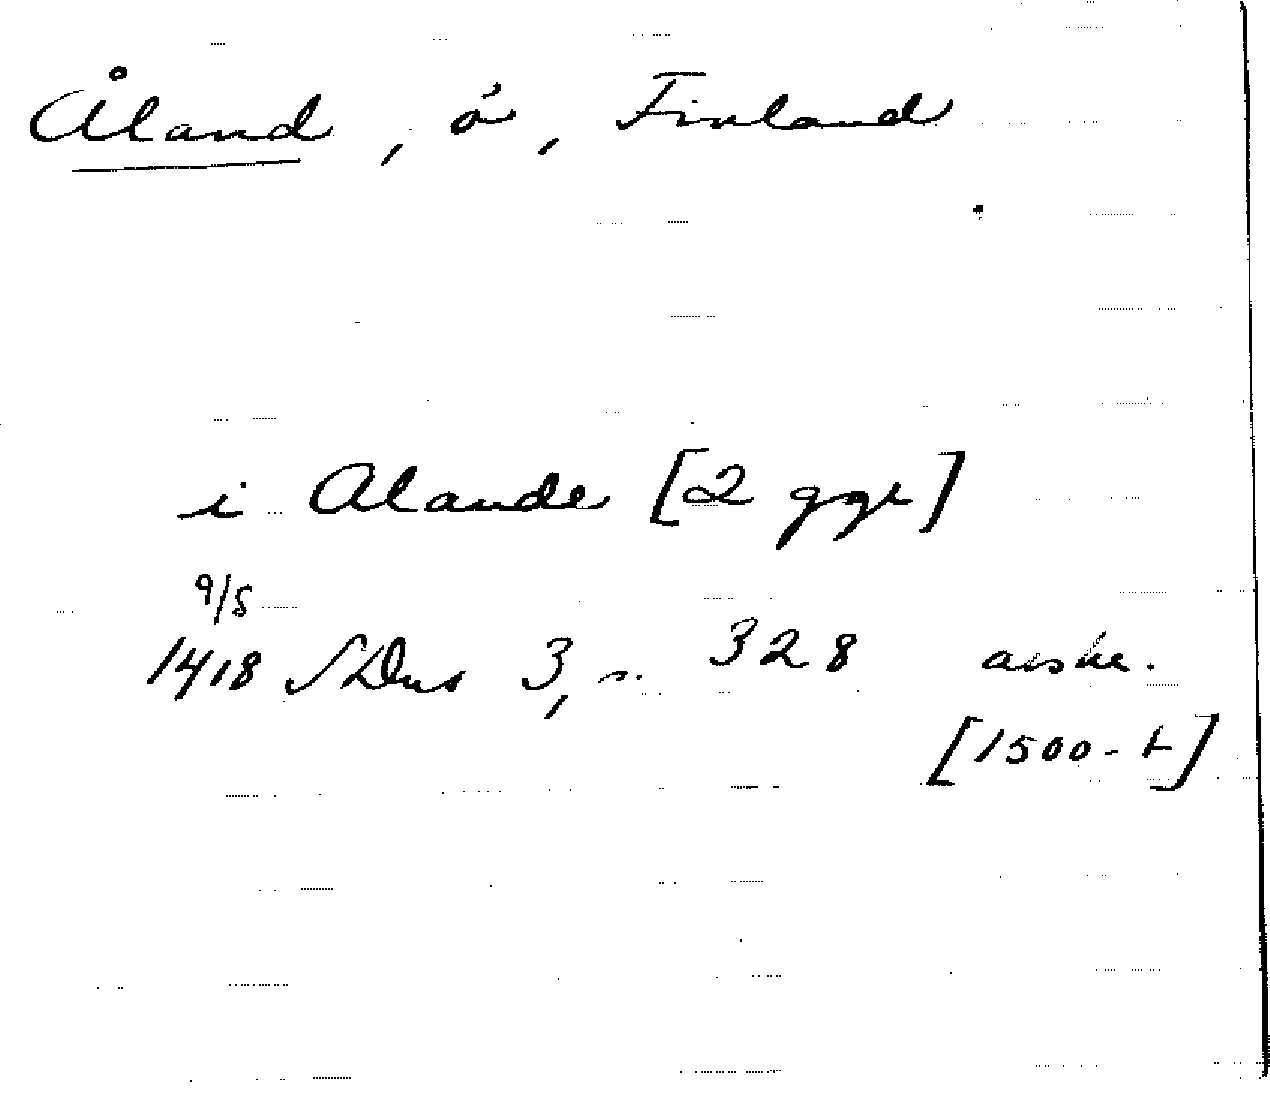 Åland, ö, Finland
i Alande [2 ggr]
9/5
1418 SDns 3, s. 328 avskr.
[1500-t]